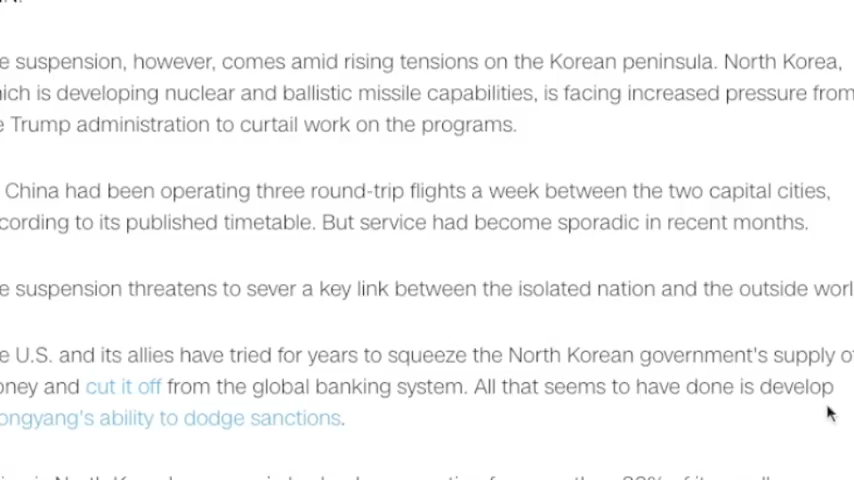 e suspension, however, comes amid rising tensions on the Korean peninsula. North Korea,
ich is developing nuclear and ballistic missile capabilities, is facing increased pressure from
e Trump administration to curtail work on the programs.
China had been operating three round-trip flights a week between the two capital cities,
cording to its published timetable. But service had become sporadic in recent months.
e suspension threatens to sever a key link between the isolated nation and the outside worl
e U.S. and its allies have tried for years to squeeze the North Korean government's supply o
oney and cut it off from the global banking system. All that seems to have done is develop
ongyang's ability to dodge sanctions.